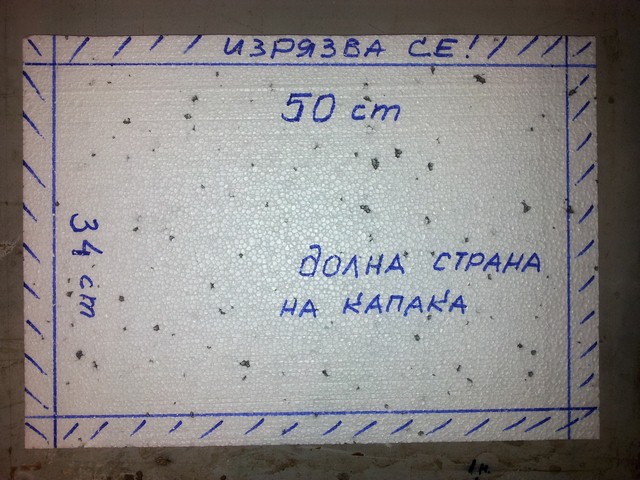 ИЗРЯЗВА СЕ!
50 cm
34 cm
ДОЛНА СТРАНА
НА КАПАКА